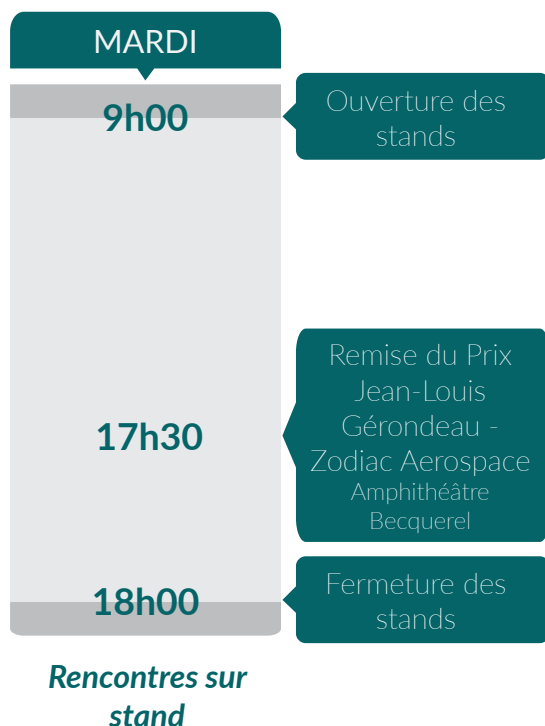 MARDI
9h00
Ouverture des
stands
17h30
Remise du Prix
Jean-Louis
Gérondeau -
Zodiac Aerospace
Amphithéâtre
Becquerel
18h00
Fermeture des
stands
Rencontres sur
stand